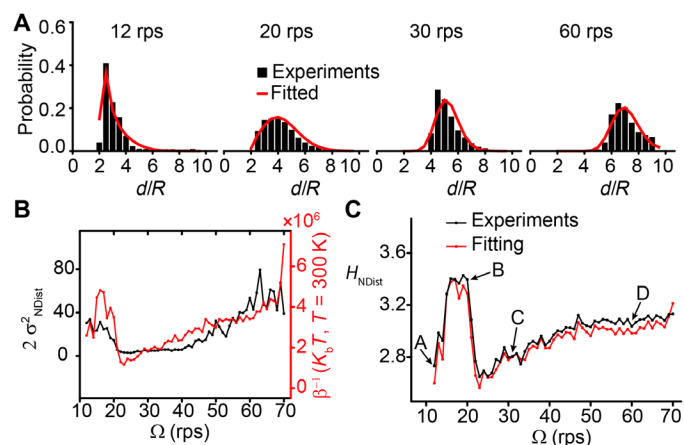 A
12 rps
20 rps
30 rps
60 rps
Probability
0.6
0.4
0.2
0.0
Experiments
Fitted
0 2 4 6 8 10
0 2 4 6 8 10
0 2 4 6 8 10
0 2 4 6 8 10
d/R
d/R
d/R
d/R
B
2 σ²NDist
80
40
0
10 20 30 40 50 60 70
Ω (rps)
×10⁶
6
4
2
0
β⁻¹ (KbT, T = 300 K)
C
Experiments
Fitting
HNDist
3.6
3.2
2.8
A
B
C
D
10 20 30 40 50 60 70
Ω (rps)